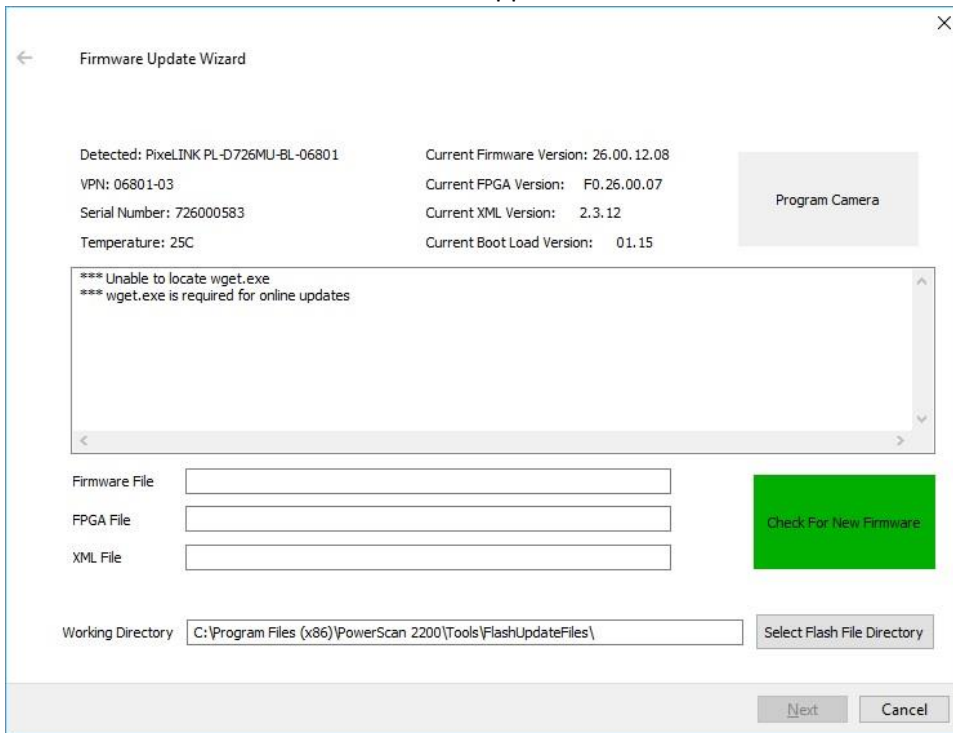 Firmware Update Wizard
Detected: PixeLINK PL-D726MU-BL-06801
Current Firmware Version: 26.00.12.08
VPN: 06801-03
Current FPGA Version: F0.26.00.07
Serial Number: 726000583
Current XML Version: 2.3.12
Temperature: 25C
Current Boot Load Version: 01.15
Program Camera
*** Unable to locate wget.exe
*** wget.exe is required for online updates
Firmware File
FPGA File
XML File
Check For New Firmware
Working Directory
C:\Program Files (x86)\PowerScan 2200\Tools\FlashUpdateFiles\
Select Flash File Directory
Next
Cancel